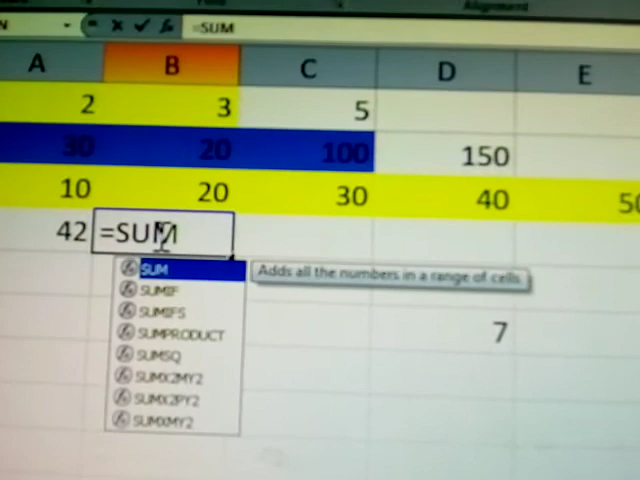 Alignment
=SUM
A B C D E
2 3 5
30 20 100 150
10 20 30 40 50
42 =SUM
SUM Adds all the numbers in a range of cells
SUMIF
SUMIFS
SUMPRODUCT 7
SUMSQ
SUMX2MY2
SUMX2PY2
SUMXMY2